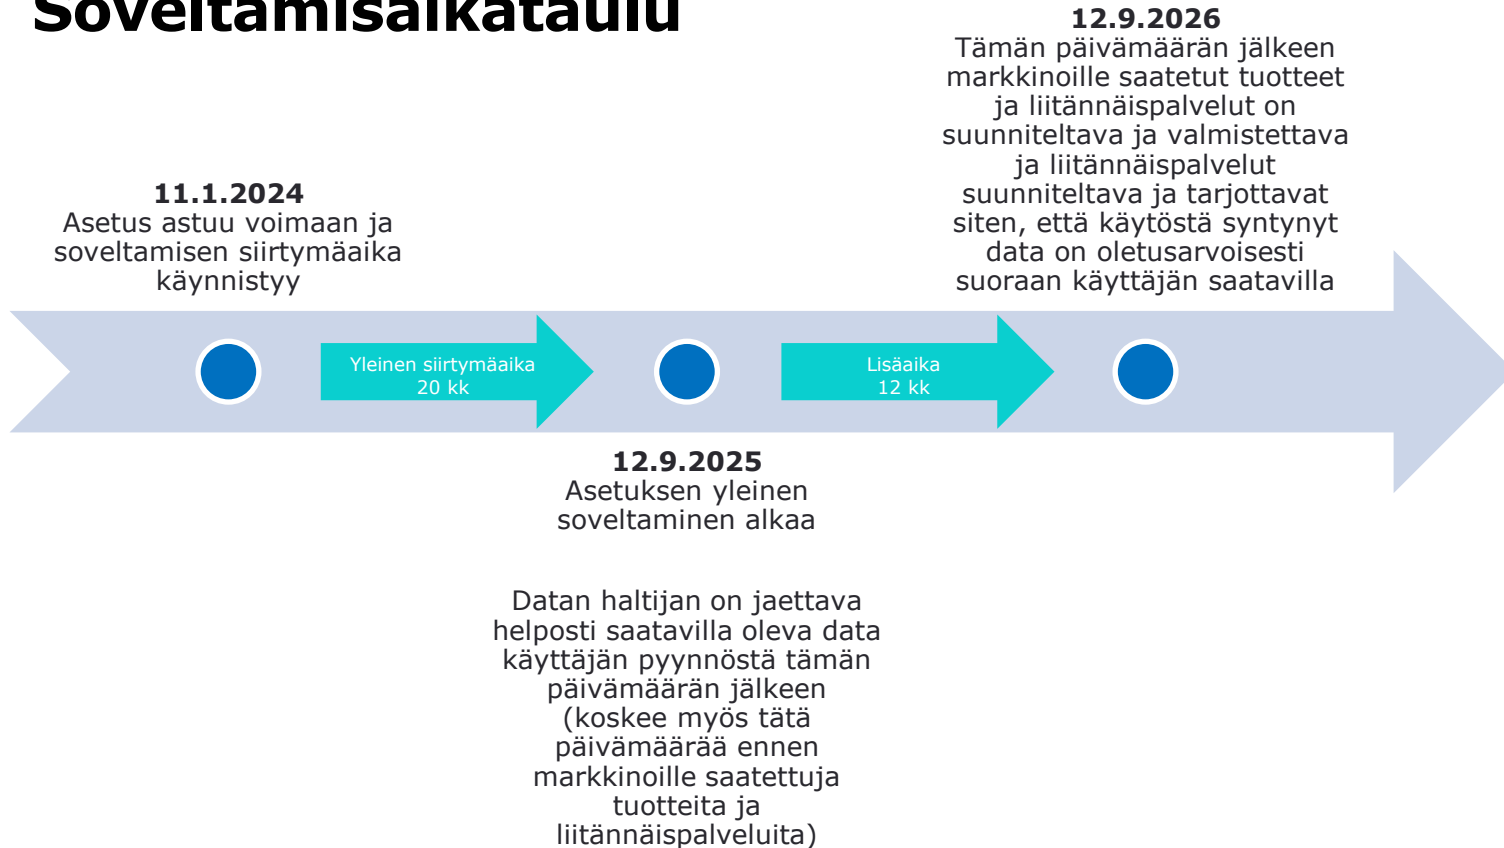 Soveltamisaikataulu
11.1.2024
Asetus astuu voimaan ja
soveltamisen siirtymäaika
käynnistyy
12.9.2026
Tämän päivämäärän jälkeen
markkinoille saatetut tuotteet
ja liitännäispalvelut on
suunniteltava ja valmistettava
ja liitännäispalvelut
suunniteltava ja tarjottavat
siten, että käytöstä syntynyt
data on oletusarvoisesti
suoraan käyttäjän saatavilla
Yleinen siirtymäaika
20 kk
Lisäaika
12 kk
12.9.2025
Asetuksen yleinen
soveltaminen alkaa
Datan haltijan on jaettava
helposti saatavilla oleva data
käyttäjän pyynnöstä tämän
päivämäärän jälkeen
(koskee myös tätä
päivämäärää ennen
markkinoille saatettuja
tuotteita ja
liitännäispalveluita)